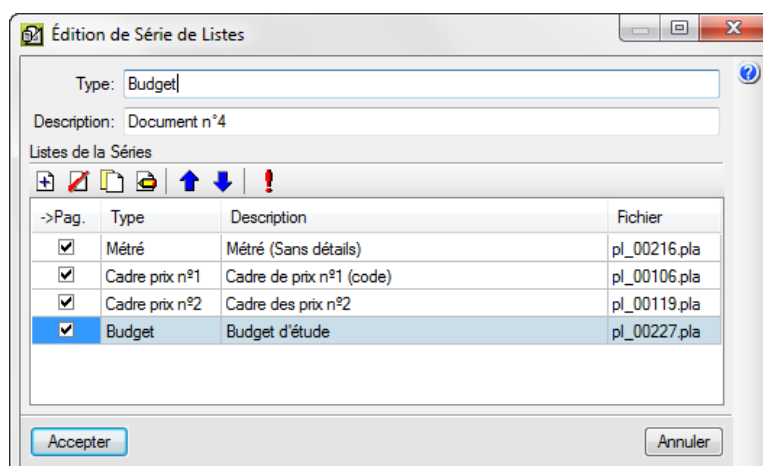 Édition de Série de Listes
Type: Budget
Description: Document n°4
Listes de la Séries
->Pag. Type Description Fichier
Métré Métré (Sans détails) pl_00216.pla
Cadre prix nº1 Cadre de prix nº1 (code) pl_00106.pla
Cadre prix nº2 Cadre des prix nº2 pl_00119.pla
Budget Budget d'étude pl_00227.pla
Accepter Annuler